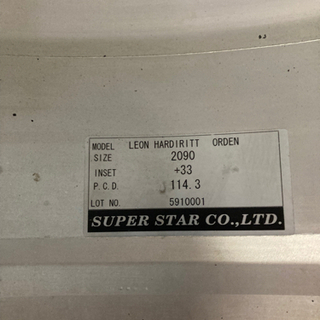 MODEL LEON HARDIRITT ORDEN
SIZE 2090
INSET +33
P.C.D. 114.3
LOT NO. 5910001
SUPER STAR CO.,LTD.